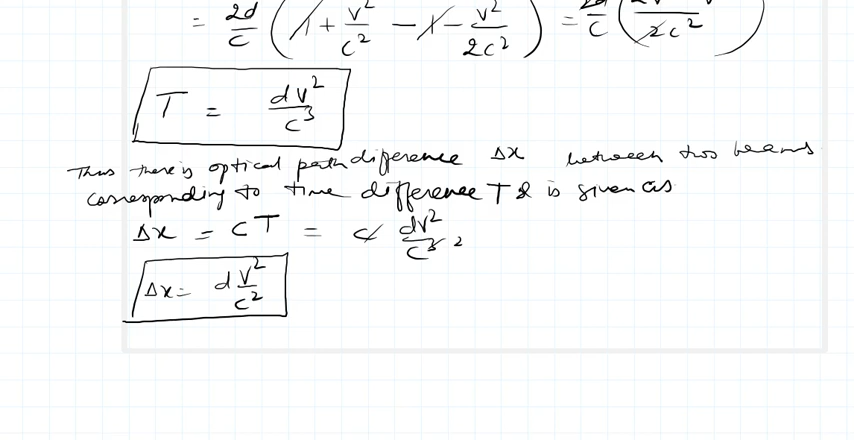 = 2d/c (1 + v²/c² - 1 - v²/2c²) = 2d/c ( /2c² )
T = dv²/c³
Thus there is optical path difference Δx between two beams
corresponding to time difference T & is given as
Δx = CT = c dv²/c³ 2
Δx = dv²/c²